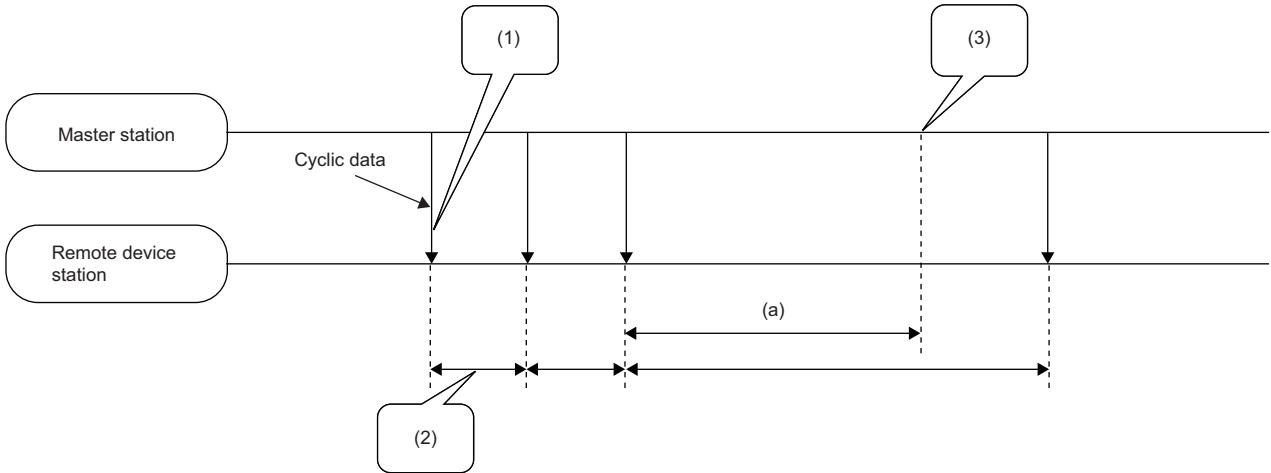 (1)
(3)
Master station
Cyclic data
Remote device
station
(a)
(2)